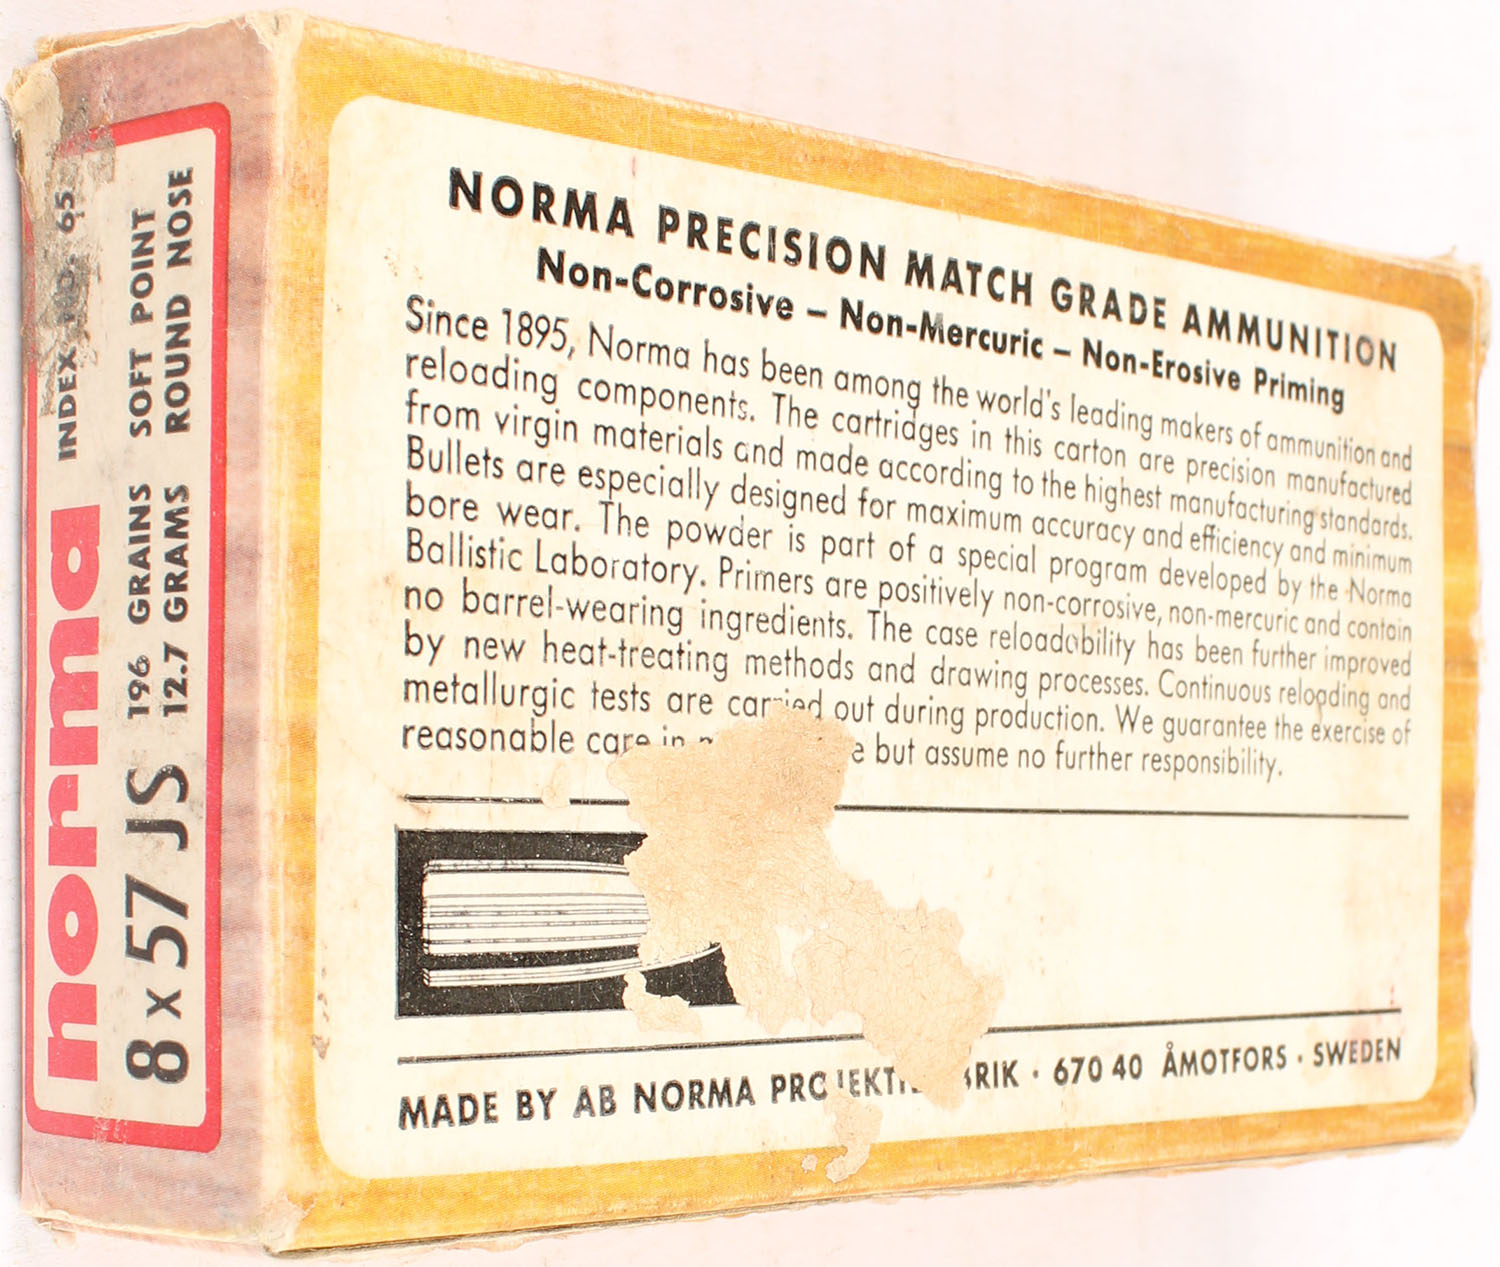 norma
INDEX NO. 65
8 x 57 JS
196 GRAINS SOFT POINT
12.7 GRAMS ROUND NOSE
NORMA PRECISION MATCH GRADE AMMUNITION
Non-Corrosive – Non-Mercuric – Non-Erosive Priming
Since 1895, Norma has been among the world's leading makers of ammunition and
reloading components. The cartridges in this carton are precision manufactured
from virgin materials and made according to the highest manufacturing standards.
Bullets are especially designed for maximum accuracy and efficiency and minimum
bore wear. The powder is part of a special program developed by the Norma
Ballistic Laboratory. Primers are positively non-corrosive, non-mercuric and contain
no barrel-wearing ingredients. The case reloadability has been further improved
by new heat-treating methods and drawing processes. Continuous reloading and
metallurgic tests are carried out during production. We guarantee the exercise of
reasonable care in but assume no further responsibility.
MADE BY AB NORMA · 670 40 ÅMOTFORS · SWEDEN